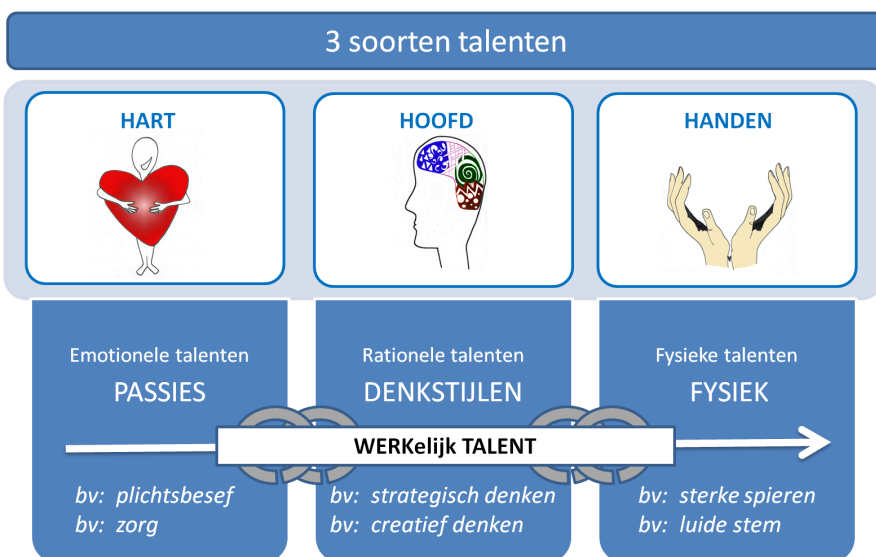 3 soorten talenten
HART
HOOFD
HANDEN
Emotionele talenten
PASSIES
Rationele talenten
DENKSTIJLEN
Fysieke talenten
FYSIEK
WERKelijk TALENT
bv: plichtsbesef
bv: zorg
bv: strategisch denken
bv: creatief denken
bv: sterke spieren
bv: luide stem